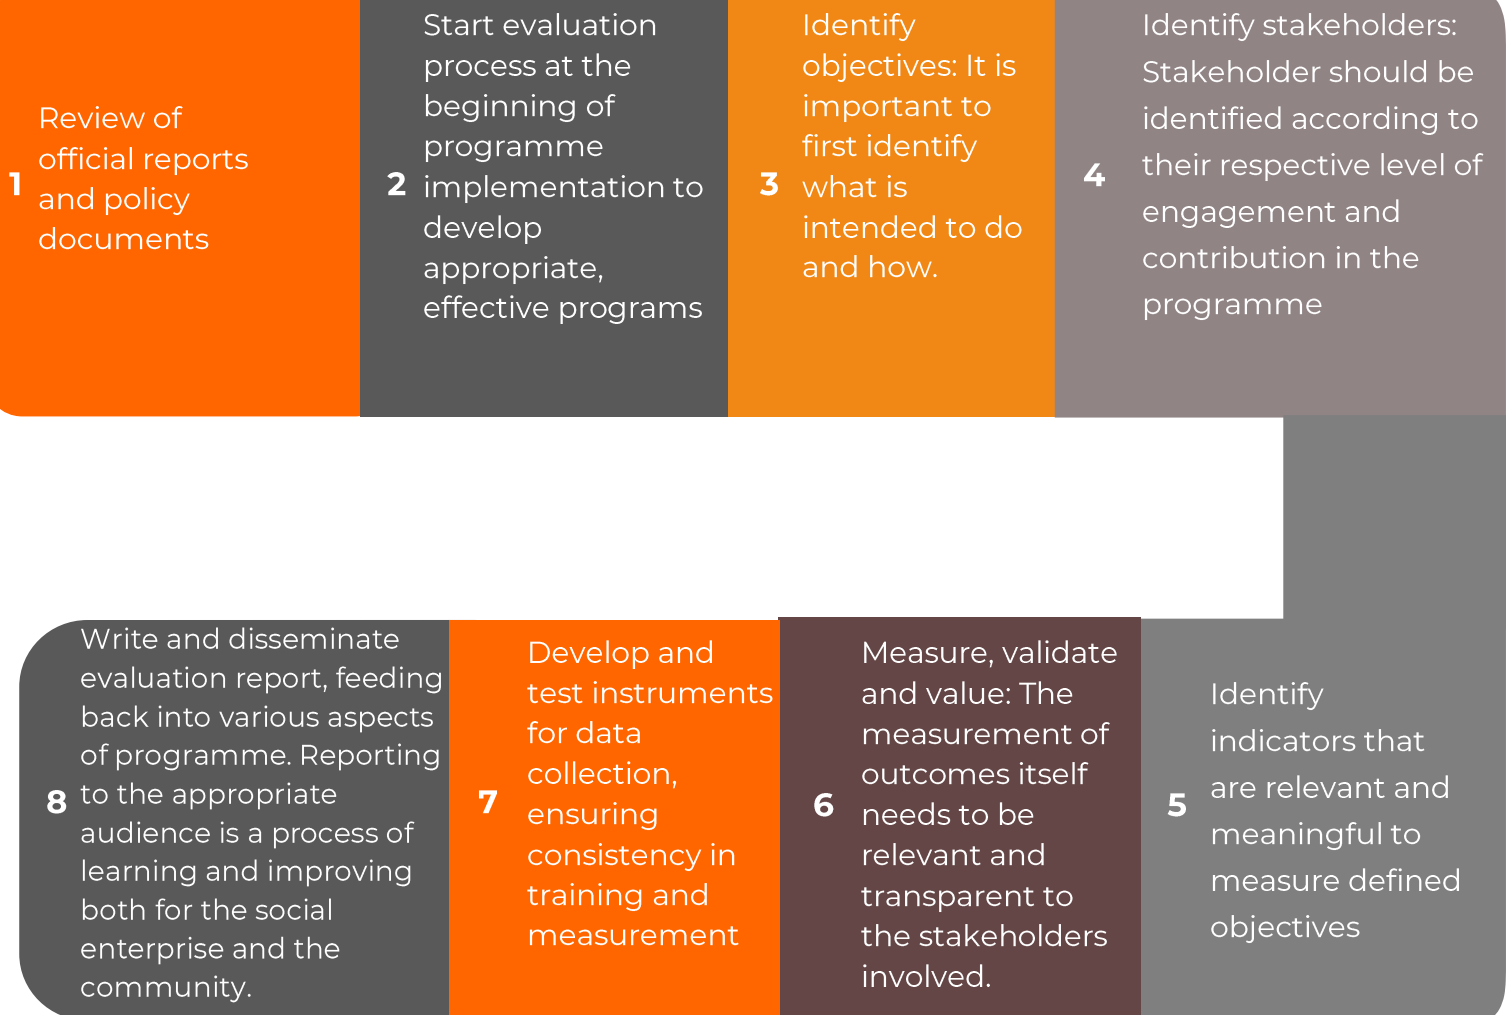 1
Review of
official reports
and policy
documents
2
Start evaluation
process at the
beginning of
programme
implementation to
develop
appropriate,
effective programs
3
Identify
objectives: It is
important to
first identify
what is
intended to do
and how.
4
Identify stakeholders:
Stakeholder should be
identified according to
their respective level of
engagement and
contribution in the
programme
5
Identify
indicators that
are relevant and
meaningful to
measure defined
objectives
6
Measure, validate
and value: The
measurement of
outcomes itself
needs to be
relevant and
transparent to
the stakeholders
involved.
7
Develop and
test instruments
for data
collection,
ensuring
consistency in
training and
measurement
8
Write and disseminate
evaluation report, feeding
back into various aspects
of programme. Reporting
to the appropriate
audience is a process of
learning and improving
both for the social
enterprise and the
community.